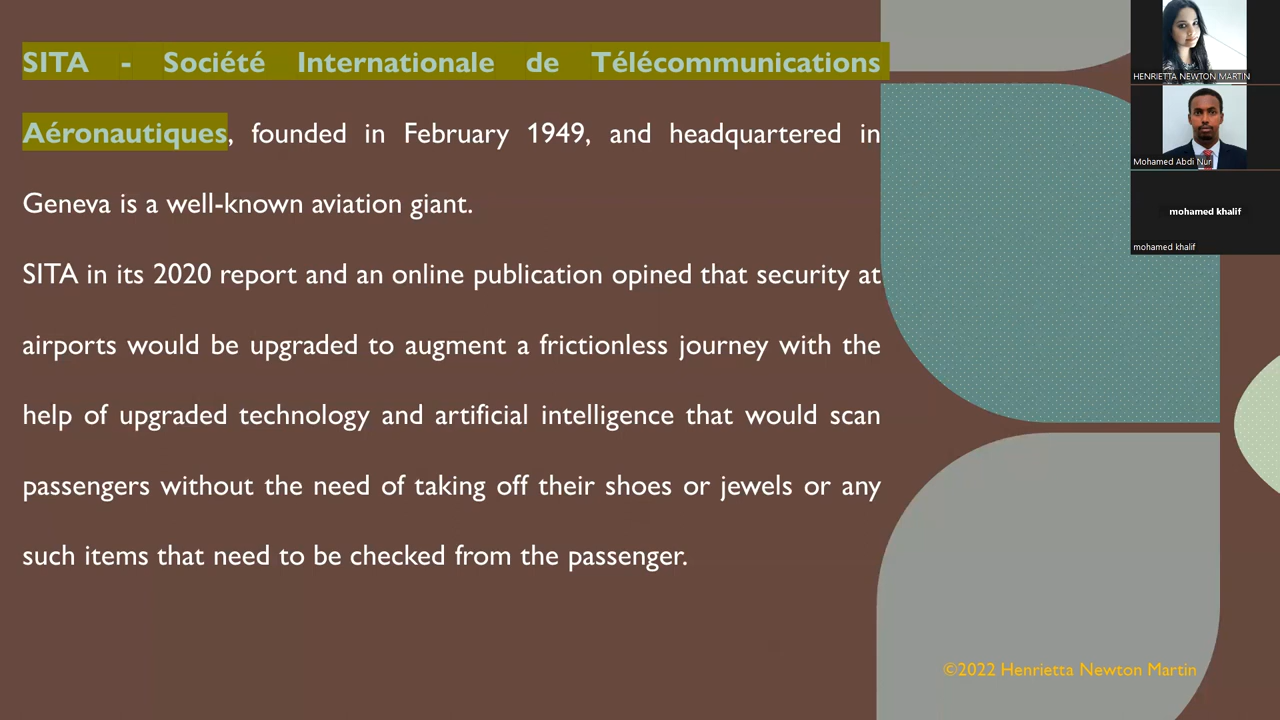 SITA - Société Internationale de Télécommunications
Aéronautiques, founded in February 1949, and headquartered in
Geneva is a well-known aviation giant.
SITA in its 2020 report and an online publication opined that security at
airports would be upgraded to augment a frictionless journey with the
help of upgraded technology and artificial intelligence that would scan
passengers without the need of taking off their shoes or jewels or any
such items that need to be checked from the passenger.
©2022 Henrietta Newton Martin
HENRIETTA NEWTON MARTIN
Mohamed Abdi Nur
mohamed khalif
mohamed khalif